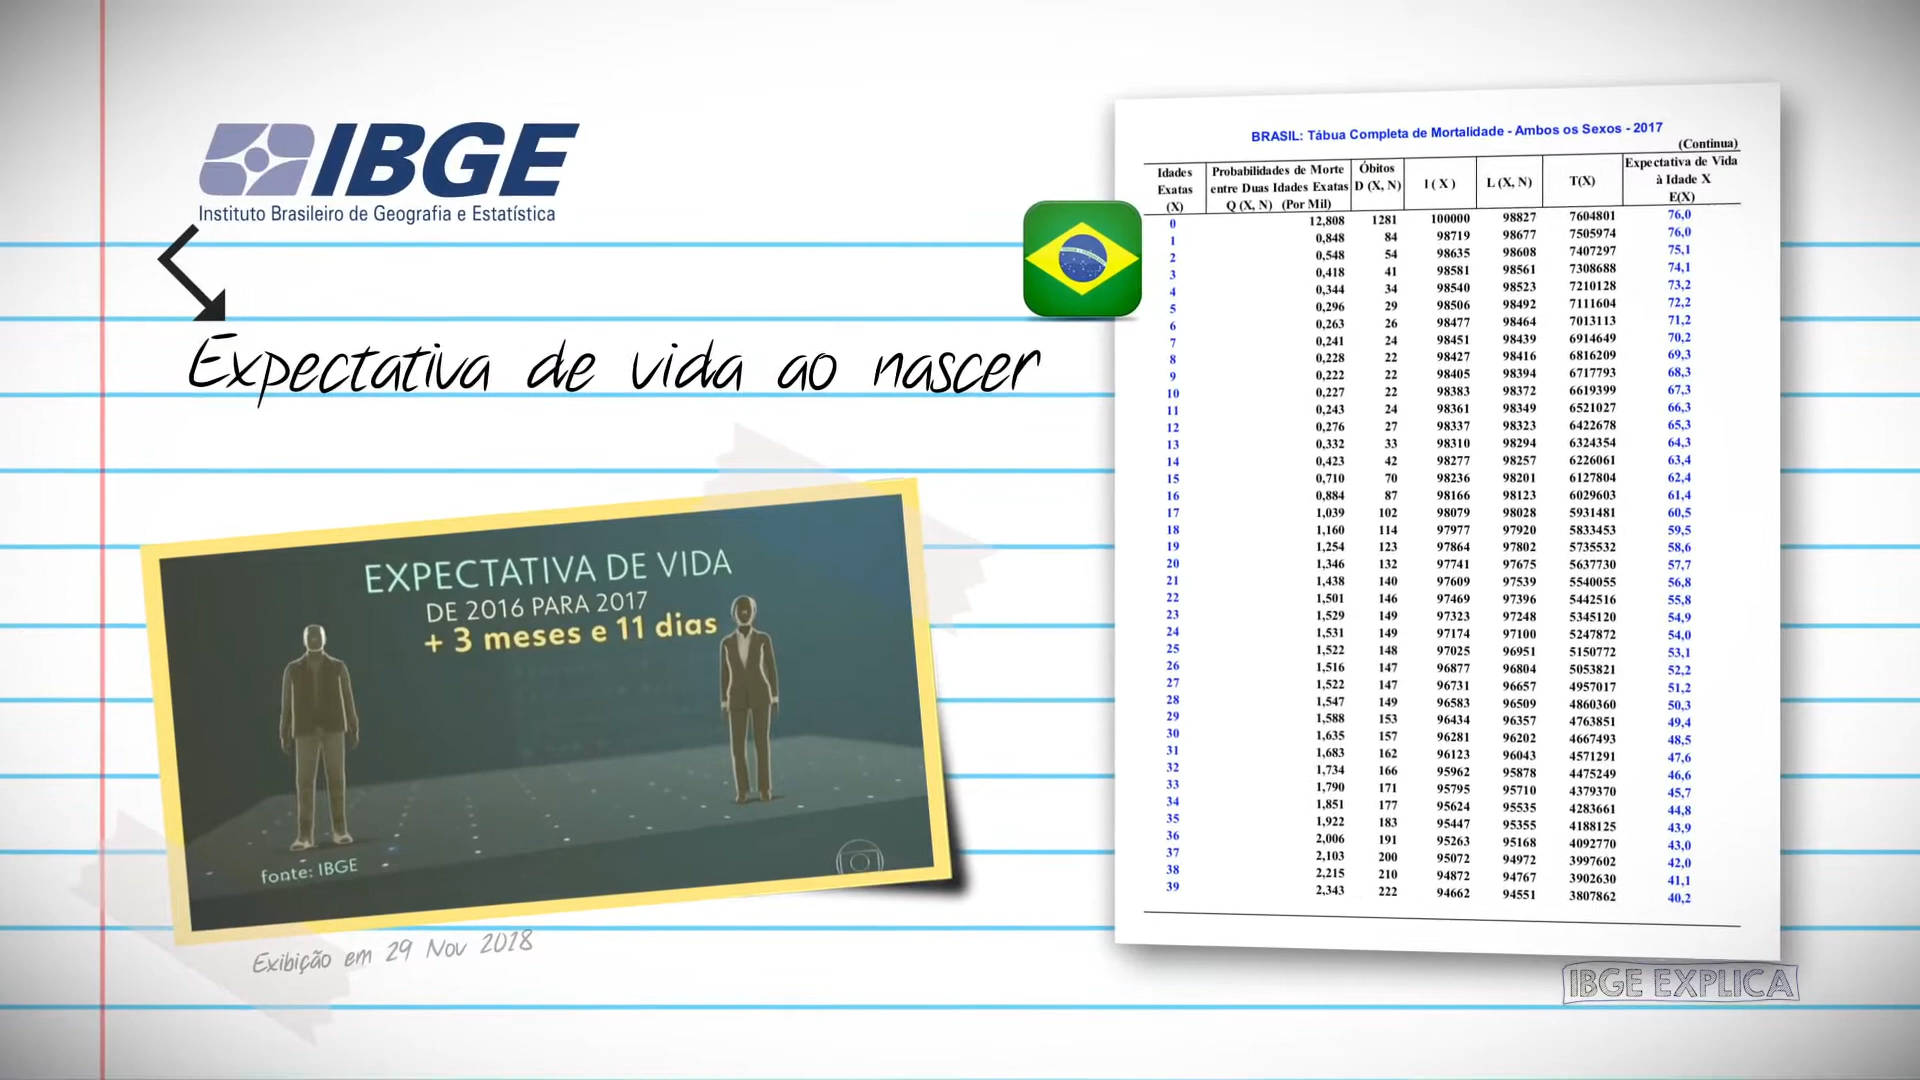 IBGE
Instituto Brasileiro de Geografia e Estatística
Expectativa de vida ao nascer
EXPECTATIVA DE VIDA
DE 2016 PARA 2017
+ 3 meses e 11 dias
fonte: IBGE
Exibição em 29 Nov 2018
BRASIL: Tábua Completa de Mortalidade - Ambos os Sexos - 2017
(Continua)
Idades Exatas (X) Probabilidades de Morte entre Duas Idades Exatas Q (X, N) (Por Mil) Óbitos D (X, N) l ( X ) L (X, N) T(X) Expectativa de Vida à Idade X E(X)
0 12,808 1281 100000 98827 7604801 76,0
1 0,848 84 98719 98677 7505974 76,0
2 0,548 54 98635 98608 7407297 75,1
3 0,418 41 98581 98561 7308688 74,1
4 0,344 34 98540 98523 7210128 73,2
5 0,296 29 98506 98492 7111604 72,2
6 0,263 26 98477 98464 7013113 71,2
7 0,241 24 98451 98439 6914649 70,2
8 0,228 22 98427 98416 6816209 69,3
9 0,222 22 98405 98394 6717793 68,3
10 0,227 22 98383 98372 6619399 67,3
11 0,243 24 98361 98349 6521027 66,3
12 0,276 27 98337 98323 6422678 65,3
13 0,332 33 98310 98294 6324354 64,3
14 0,423 42 98277 98257 6226061 63,4
15 0,710 70 98236 98201 6127804 62,4
16 0,884 87 98166 98123 6029603 61,4
17 1,039 102 98079 98028 5931481 60,5
18 1,160 114 97977 97920 5833453 59,5
19 1,254 123 97864 97802 5735532 58,6
20 1,346 132 97741 97675 5637730 57,7
21 1,438 140 97609 97539 5540055 56,8
22 1,501 146 97469 97396 5442516 55,8
23 1,529 149 97323 97248 5345120 54,9
24 1,531 149 97174 97100 5247872 54,0
25 1,522 148 97025 96951 5150772 53,1
26 1,516 147 96877 96804 5053821 52,2
27 1,522 147 96731 96657 4957017 51,2
28 1,547 149 96583 96509 4860360 50,3
29 1,588 153 96434 96357 4763851 49,4
30 1,635 157 96281 96202 4667493 48,5
31 1,683 162 96123 96043 4571291 47,6
32 1,734 166 95962 95878 4475249 46,6
33 1,790 171 95795 95710 4379370 45,7
34 1,851 177 95624 95535 4283661 44,8
35 1,922 183 95447 95355 4188125 43,9
36 2,006 191 95263 95168 4092770 43,0
37 2,103 200 95072 94972 3997602 42,0
38 2,215 210 94872 94767 3902630 41,1
39 2,343 222 94662 94551 3807862 40,2
IBGE EXPLICA